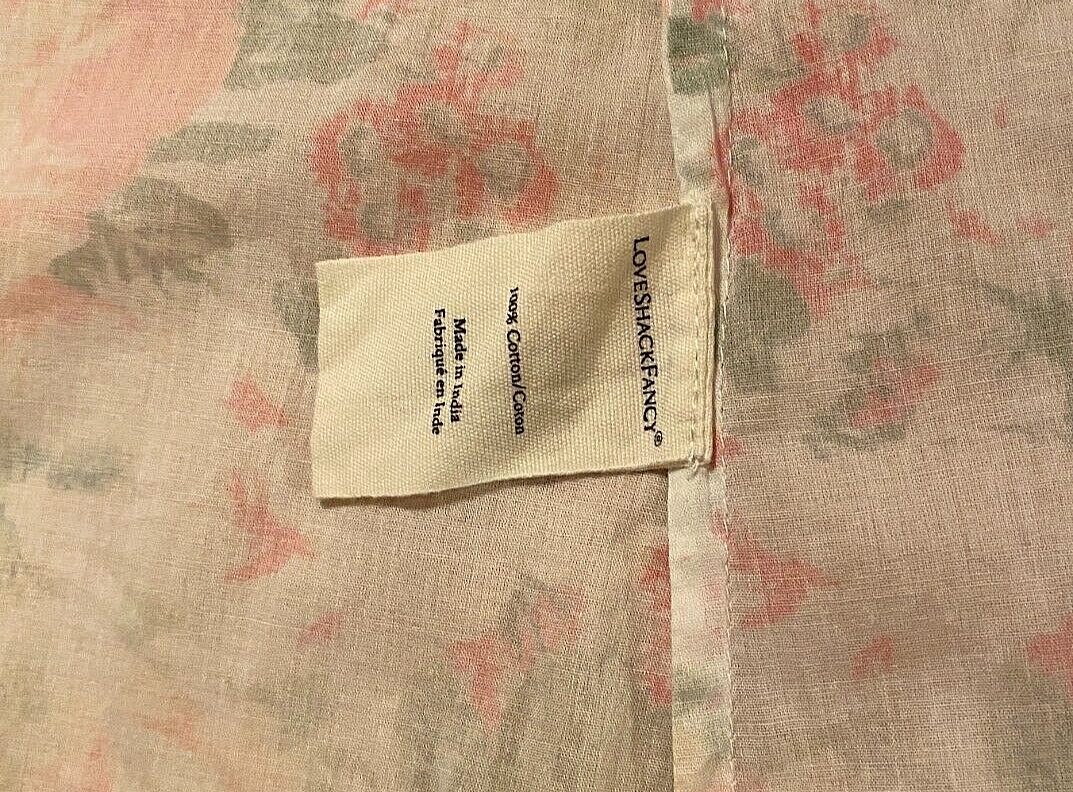 LOVESHACKFANCY®
100% Cotton/Coton
Made in India
Fabriqué en Inde